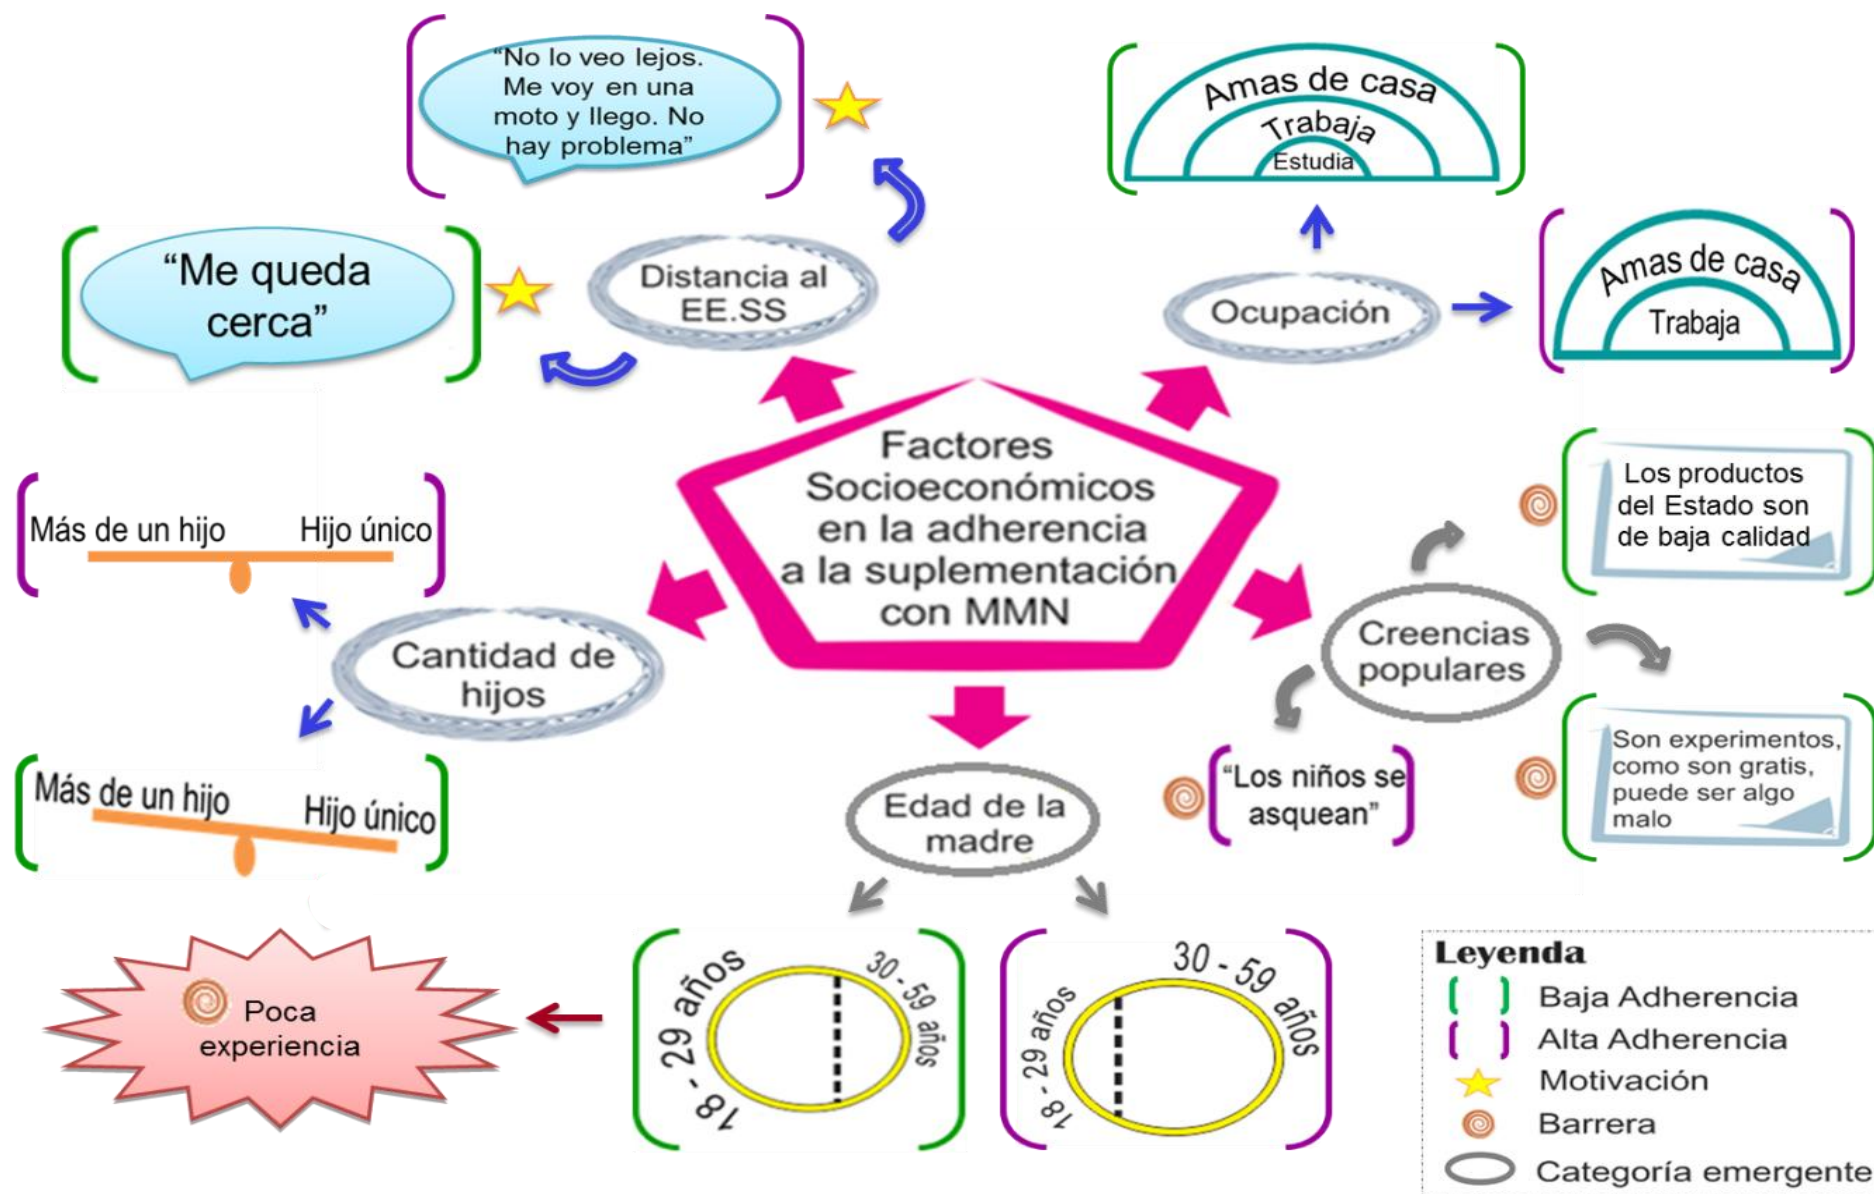 “No lo veo lejos.
Me voy en una
moto y llego. No
hay problema”
“Me queda
cerca”
Distancia al
EE.SS
Amas de casa
Trabaja
Estudia
Ocupación
Amas de casa
Trabaja
Factores
Socioeconómicos
en la adherencia
a la suplementación
con MMN
Más de un hijo
Hijo único
Cantidad de
hijos
Más de un hijo
Hijo único
Los productos
del Estado son
de baja calidad
Creencias
populares
Son experimentos,
como son gratis,
puede ser algo
malo
“Los niños se
asquean”
Edad de la
madre
Poca
experiencia
18 - 29 años
30 - 59 años
18 - 29 años
30 - 59 años
Leyenda
Baja Adherencia
Alta Adherencia
Motivación
Barrera
Categoría emergente